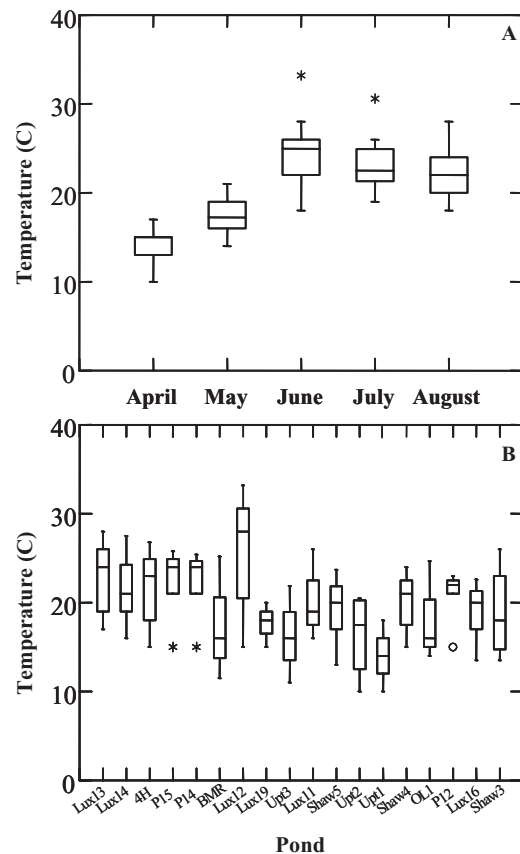 A
Temperature (C)
40
30
20
10
0
April May June July August
B
Temperature (C)
40
30
20
10
0
Lux13 Lux14 4H P15 P14 BMR Lux12 Lux19 Upt3 Lux11 Shaw5 Upt2 Upt1 Shaw4 OL1 P12 Lux16 Shaw3
Pond